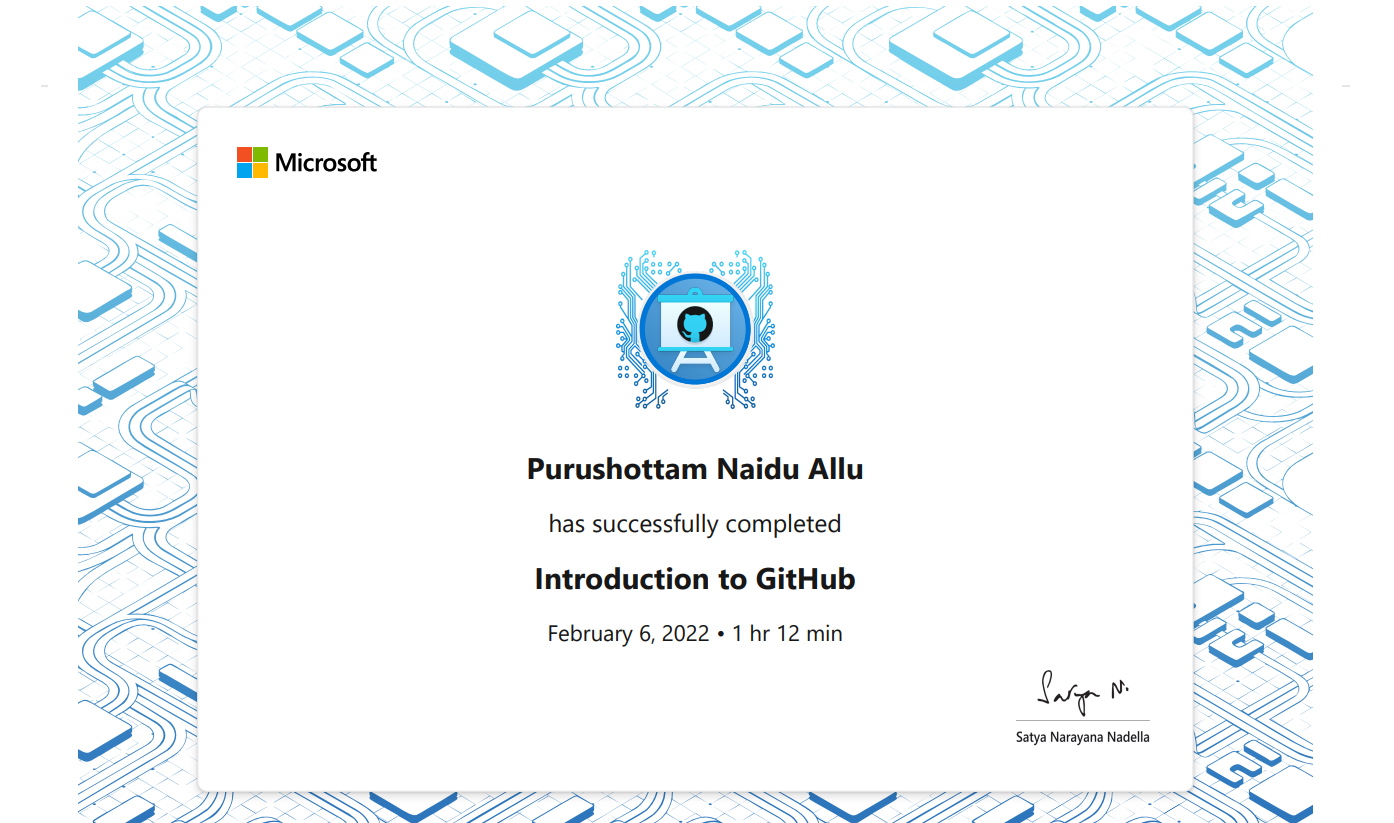 Microsoft
Purushottam Naidu Allu
has successfully completed
Introduction to GitHub
February 6, 2022 • 1 hr 12 min
Satya N.
Satya Narayana Nadella